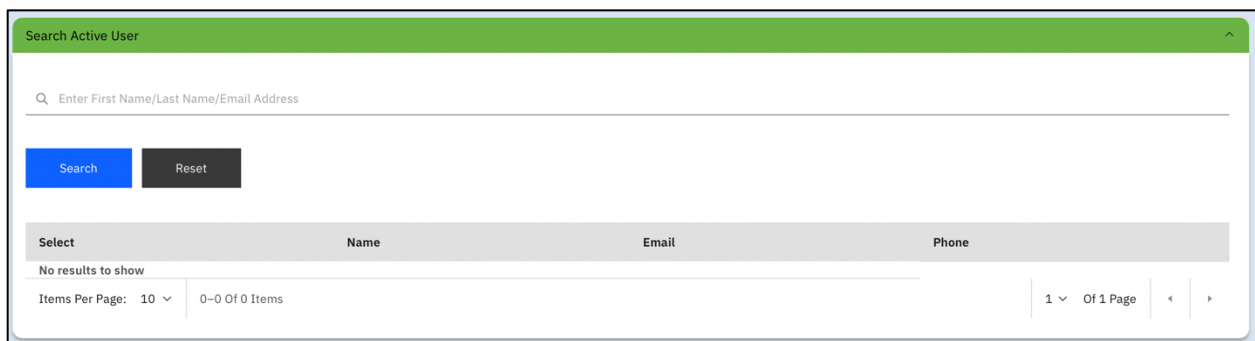 Search Active User
Enter First Name/Last Name/Email Address
Search Reset
Select Name Email Phone
No results to show
Items Per Page: 10 0–0 Of 0 Items 1 Of 1 Page